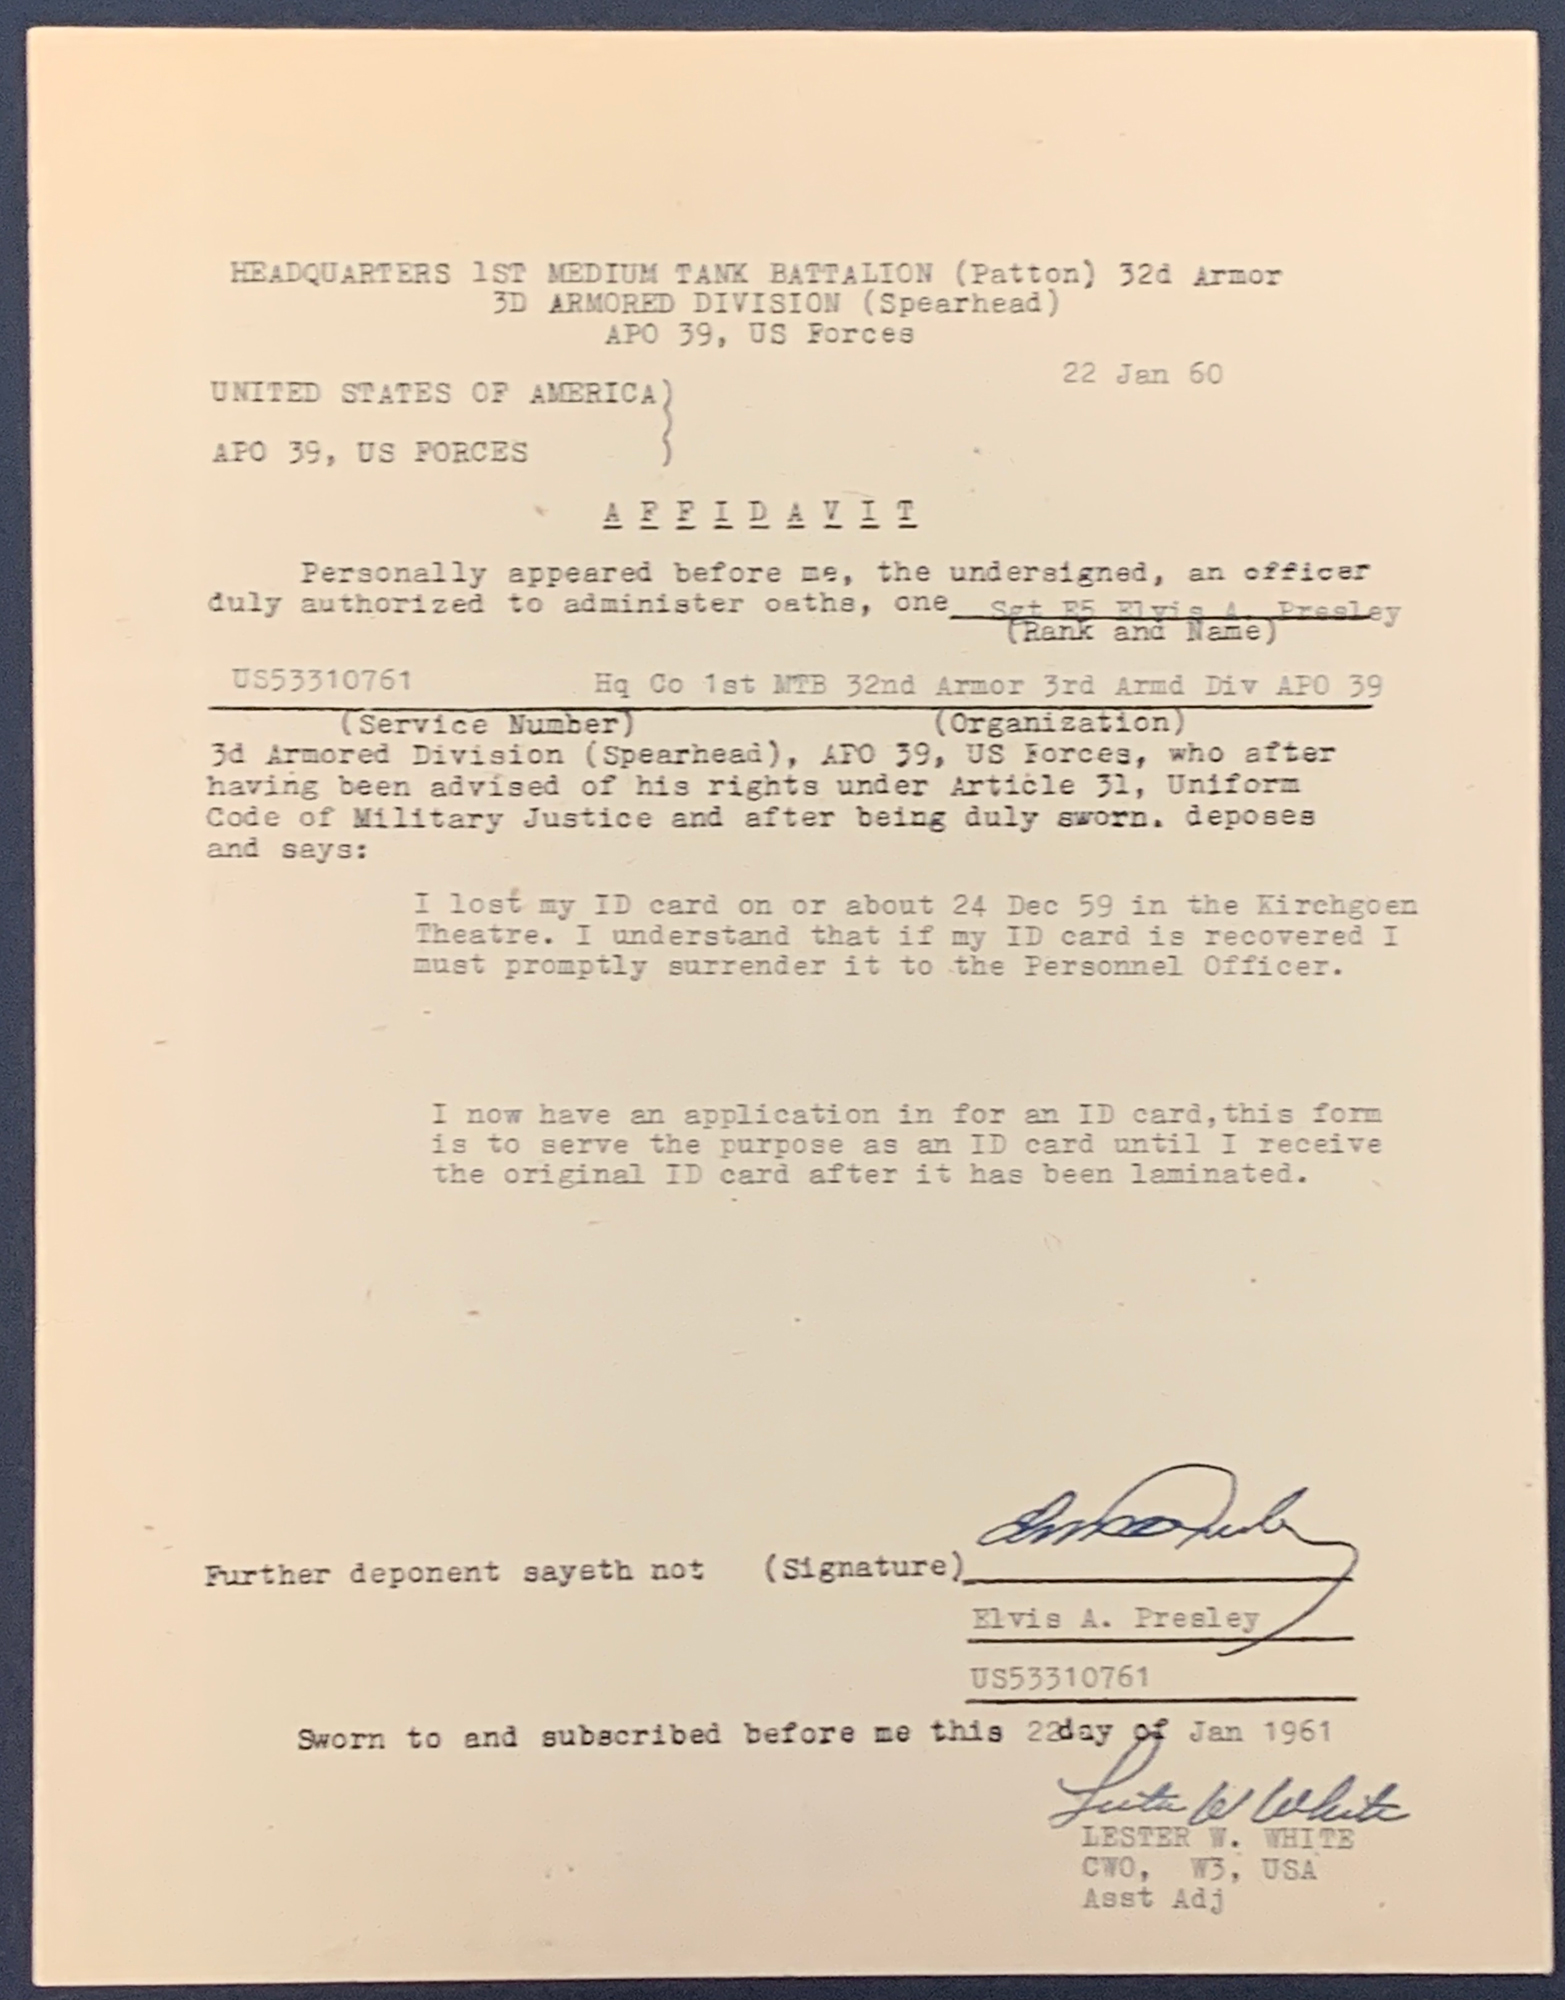 HEADQUARTERS 1ST MEDIUM TANK BATTALION (Patton) 32d Armor
3D ARMORED DIVISION (Spearhead)
APO 39, US Forces
22 Jan 60
UNITED STATES OF AMERICA)
APO 39, US FORCES )
A F F I D A V I T
Personally appeared before me, the undersigned, an officer
duly authorized to administer oaths, one Sgt E5 Elvis A. Presley
(Rank and Name)
US53310761 Hq Co 1st MTB 32nd Armor 3rd Armd Div APO 39
(Service Number) (Organization)
3d Armored Division (Spearhead), APO 39, US Forces, who after
having been advised of his rights under Article 31, Uniform
Code of Military Justice and after being duly sworn. deposes
and says:
I lost my ID card on or about 24 Dec 59 in the Kirchgoen
Theatre. I understand that if my ID card is recovered I
must promptly surrender it to the Personnel Officer.
I now have an application in for an ID card,this form
is to serve the purpose as an ID card until I receive
the original ID card after it has been laminated.
Elvis A Presley
Further deponent sayeth not (Signature)
Elvis A. Presley
US53310761
Sworn to and subscribed before me this 22day of Jan 1961
Lester W White
LESTER W. WHITE
CWO, W3, USA
Asst Adj